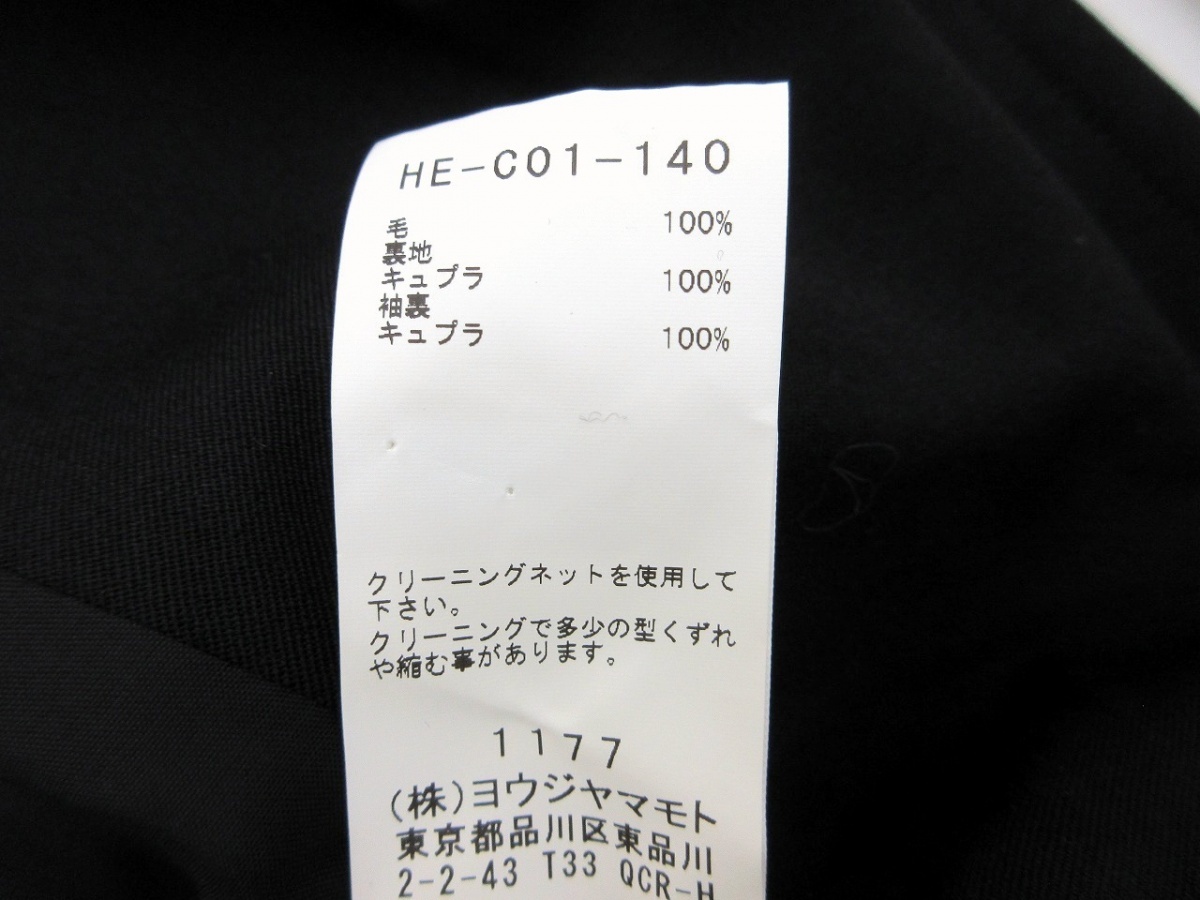 HE-C01-140
毛 100%
裏地
キュプラ 100%
袖裏
キュプラ 100%
クリーニングネットを使用して
下さい。
クリーニングで多少の型くずれ
や縮む事があります。
1177
(株)ヨウジヤマモト
東京都品川区東品川
2-2-43 T33 QCR-H